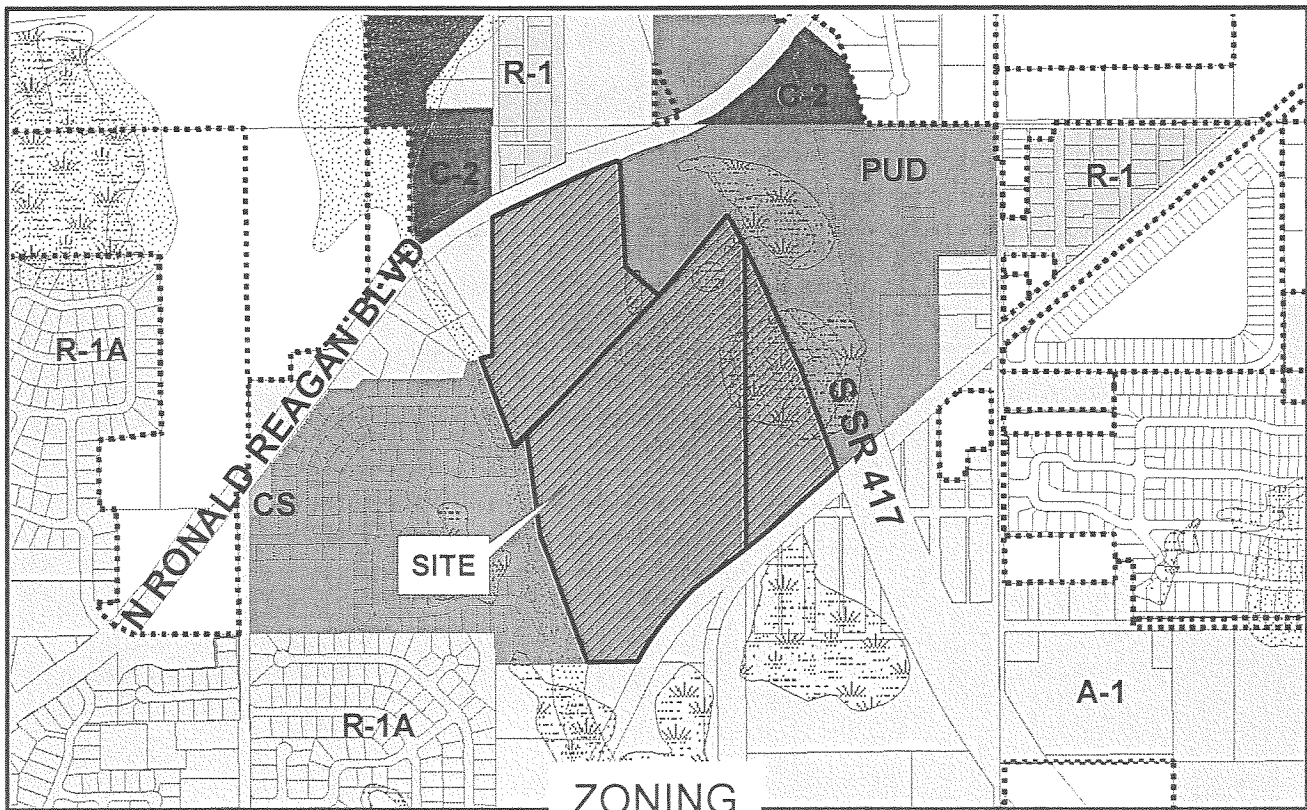 R-1
C-2
C-2
PUD
R-1
N RONALD REAGAN BLVD
R-1A
S SR 417
CS
SITE
A-1
R-1A
ZONING